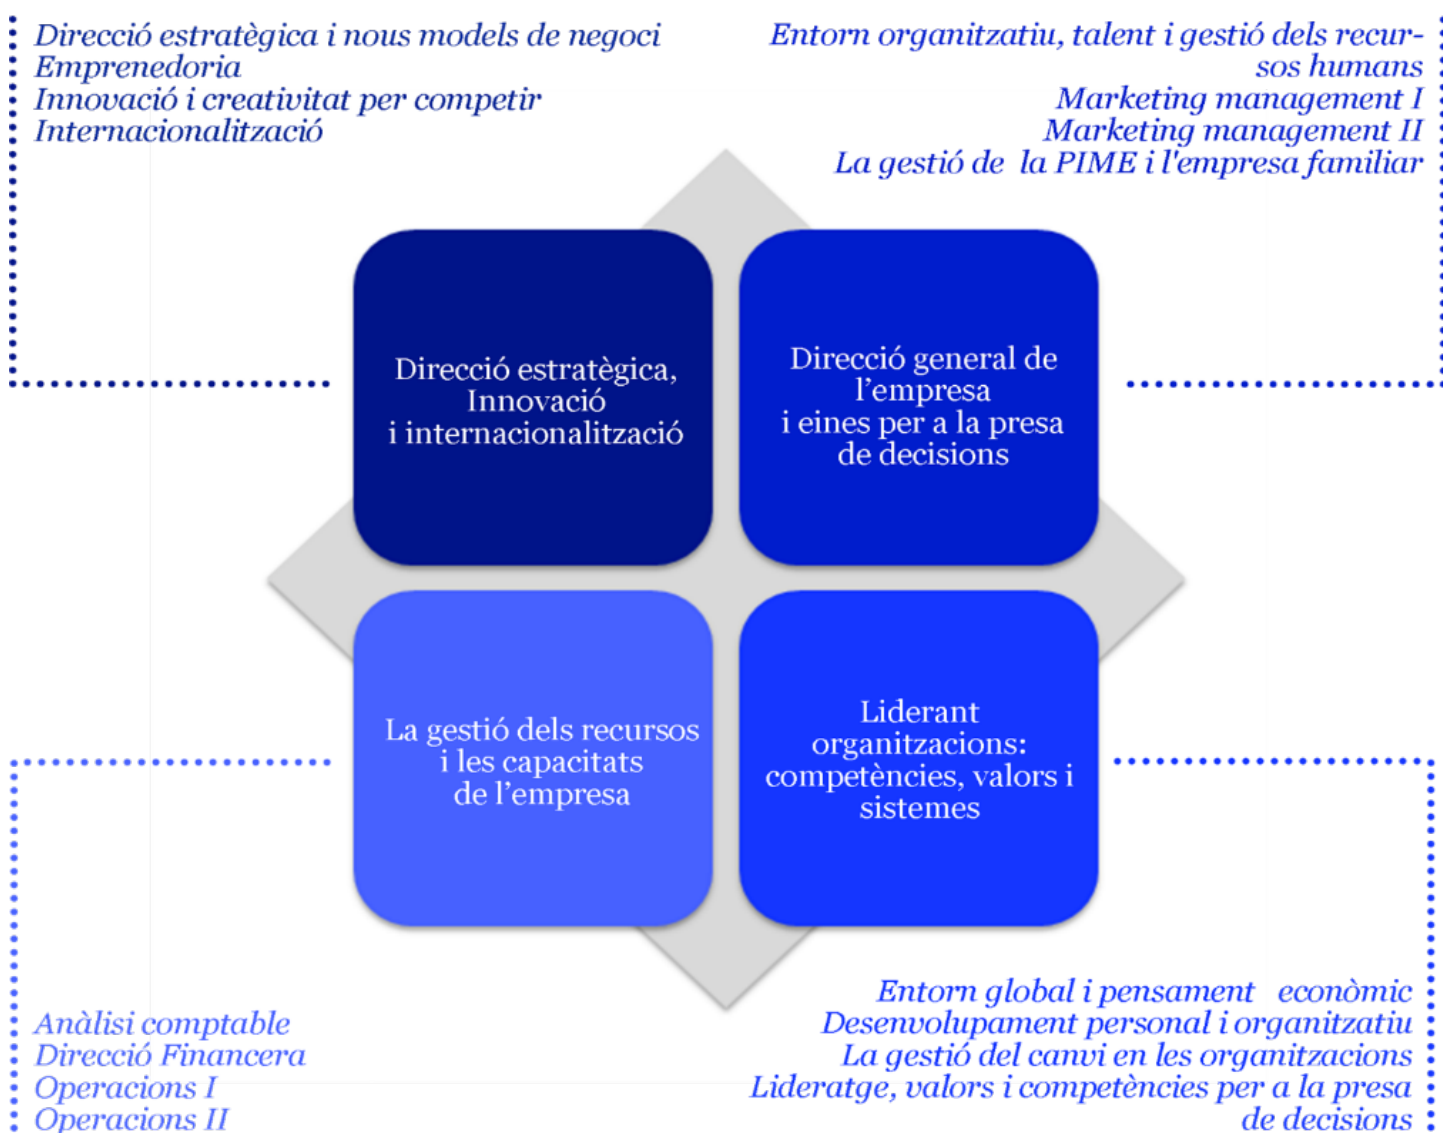 Direcció estratègica i nous models de negoci
Emprenedoria
Innovació i creativitat per competir
Internacionalització
Entorn organitzatiu, talent i gestió dels recur-
sos humans
Marketing management I
Marketing management II
La gestió de la PIME i l'empresa familiar
Direcció estratègica,
Innovació
i internacionalització
Direcció general de
l’empresa
i eines per a la presa
de decisions
La gestió dels recursos
i les capacitats
de l’empresa
Liderant
organitzacions:
competències, valors i
sistemes
Anàlisi comptable
Direcció Financera
Operacions I
Operacions II
Entorn global i pensament econòmic
Desenvolupament personal i organitzatiu
La gestió del canvi en les organitzacions
Lideratge, valors i competències per a la presa
de decisions